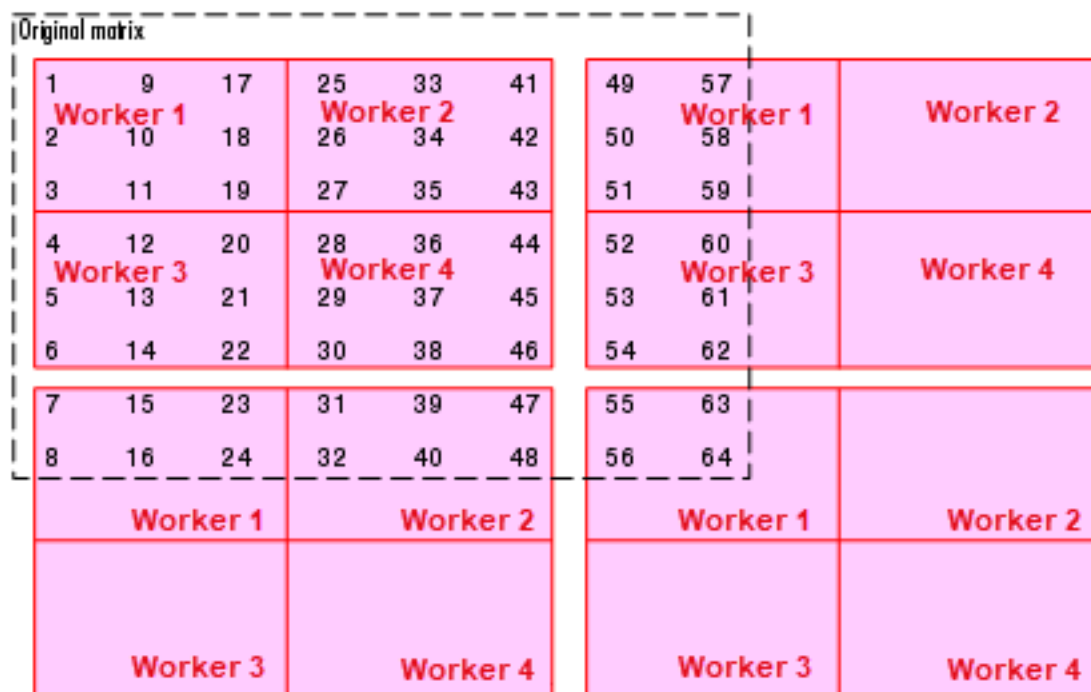 Original matrix
1 9 17 25 33 41 49 57
Worker 1 Worker 2 Worker 1 Worker 2
2 10 18 26 34 42 50 58
3 11 19 27 35 43 51 59
4 12 20 28 36 44 52 60
Worker 3 Worker 4 Worker 3 Worker 4
5 13 21 29 37 45 53 61
6 14 22 30 38 46 54 62
7 15 23 31 39 47 55 63
8 16 24 32 40 48 56 64
Worker 1 Worker 2 Worker 1 Worker 2
Worker 3 Worker 4 Worker 3 Worker 4